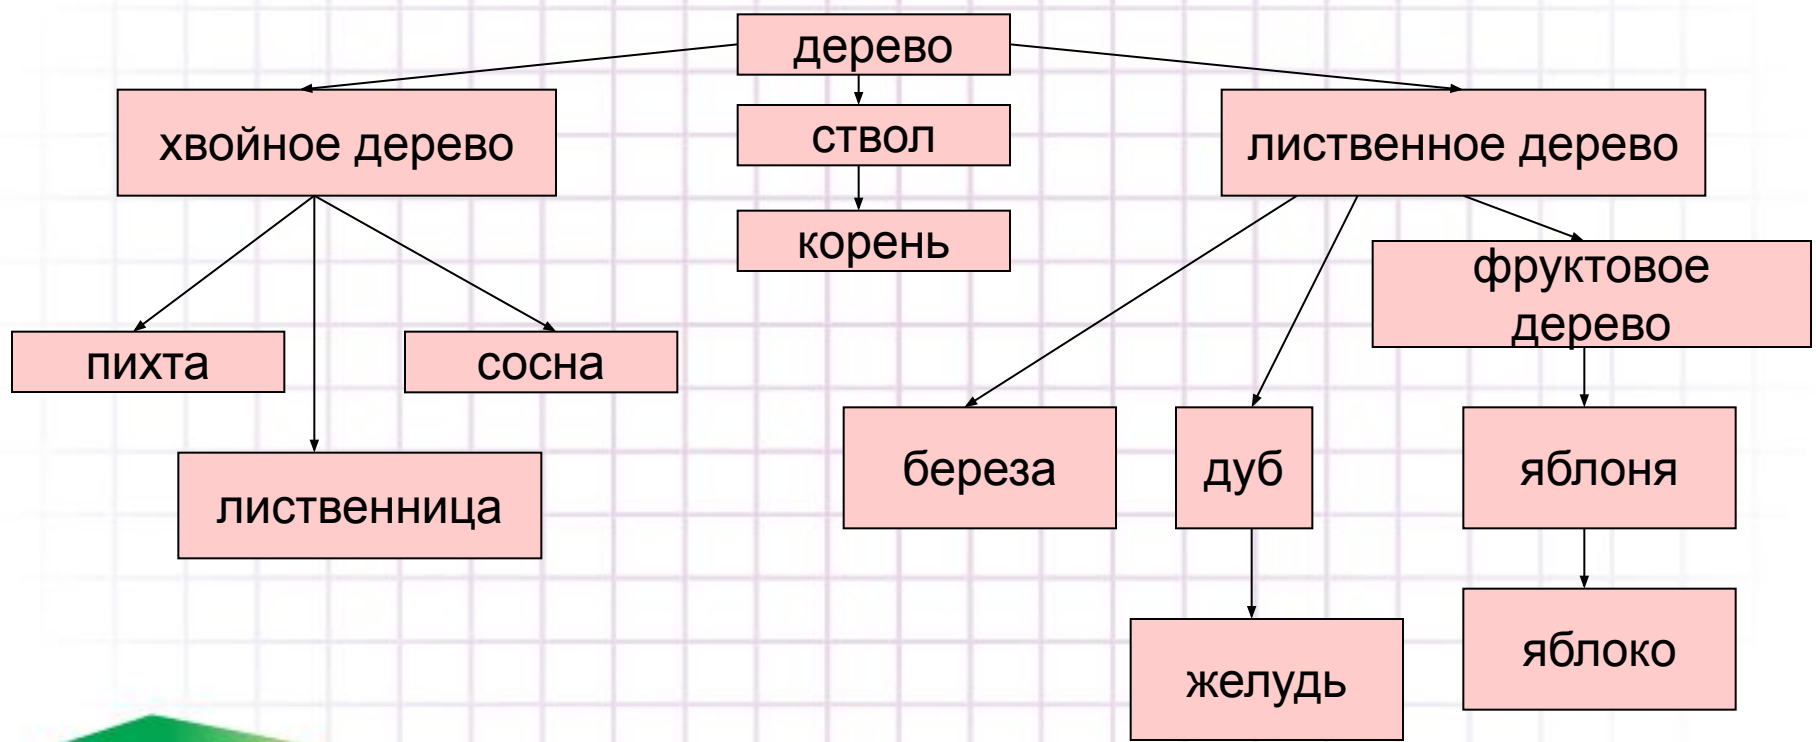 дерево
хвойное дерево
ствол
лиственное дерево
корень
фруктовое
дерево
пихта
сосна
береза
дуб
яблоня
лиственница
желудь
яблоко